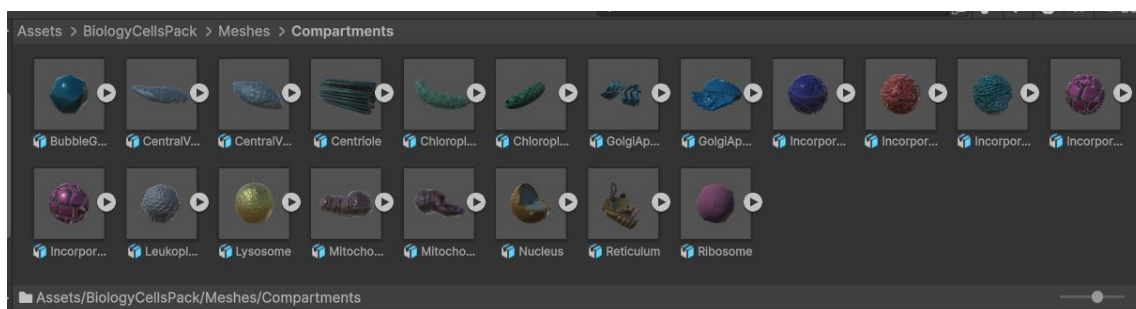 Assets > BiologyCellsPack > Meshes > Compartments
BubbleG... CentralV... CentralV... Centriole Chloropl... Chloropl... GolgiAp... GolgiAp... Incorpor... Incorpor... Incorpor... Incorpor...
Incorpor... Leukopl... Lysosome Mitocho... Mitocho... Nucleus Reticulum Ribosome
Assets/BiologyCellsPack/Meshes/Compartments